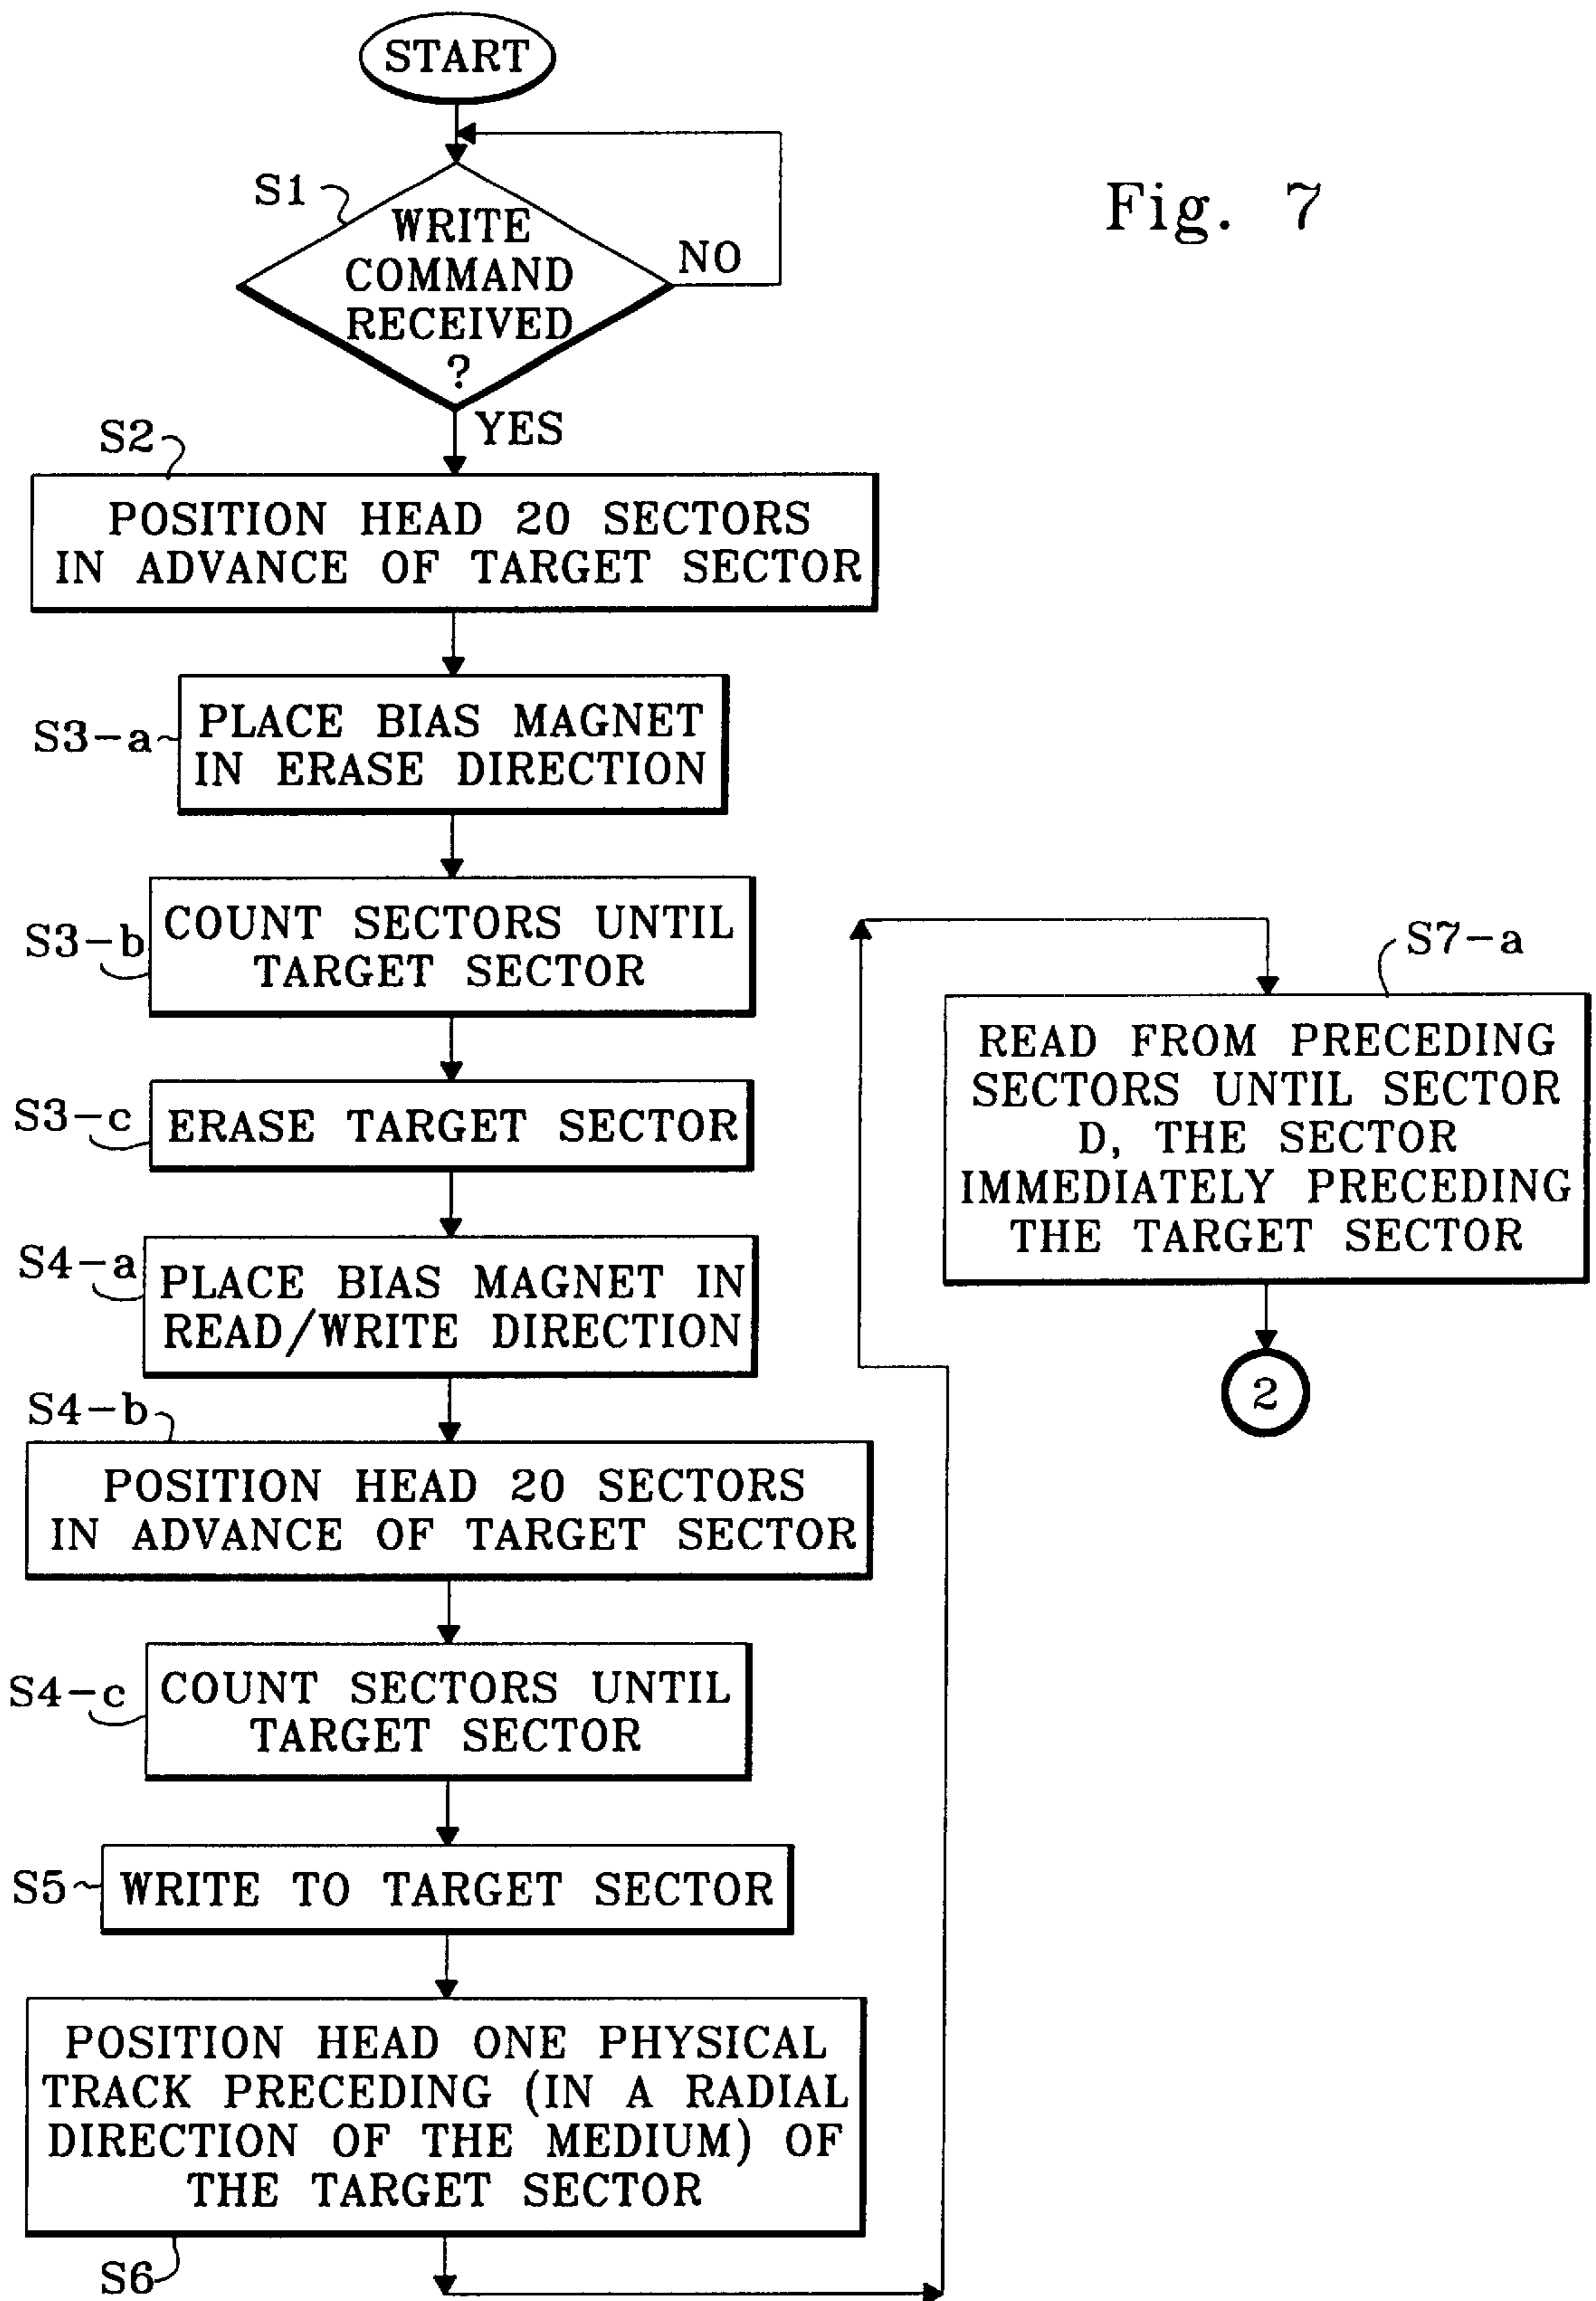 START
Fig. 7
S1
WRITE
COMMAND
RECEIVED
?
NO
YES
S2
POSITION HEAD 20 SECTORS
IN ADVANCE OF TARGET SECTOR
S3-a
PLACE BIAS MAGNET
IN ERASE DIRECTION
S3-b
COUNT SECTORS UNTIL
TARGET SECTOR
S3-c
ERASE TARGET SECTOR
S4-a
PLACE BIAS MAGNET IN
READ/WRITE DIRECTION
S4-b
POSITION HEAD 20 SECTORS
IN ADVANCE OF TARGET SECTOR
S4-c
COUNT SECTORS UNTIL
TARGET SECTOR
S5
WRITE TO TARGET SECTOR
POSITION HEAD ONE PHYSICAL
TRACK PRECEDING (IN A RADIAL
DIRECTION OF THE MEDIUM) OF
THE TARGET SECTOR
S6
S7-a
READ FROM PRECEDING
SECTORS UNTIL SECTOR
D, THE SECTOR
IMMEDIATELY PRECEDING
THE TARGET SECTOR
2